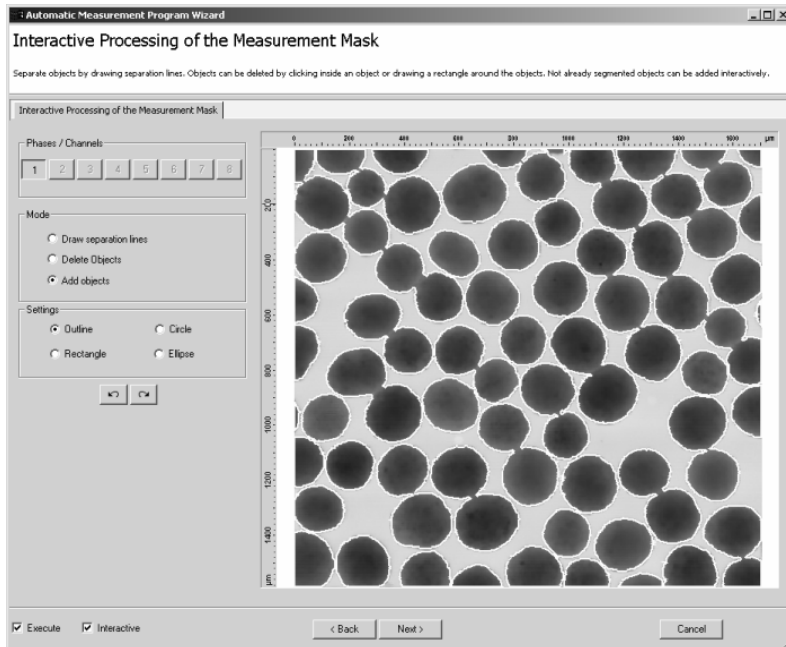 Automatic Measurement Program Wizard
Interactive Processing of the Measurement Mask
Separate objects by drawing separation lines. Objects can be deleted by clicking inside an object or drawing a rectangle around the objects. Not already segmented objects can be added interactively.
Interactive Processing of the Measurement Mask
Phases / Channels
1 2 3 4 5 6 7 8
Mode
Draw separation lines
Delete Objects
Add objects
Settings
Outline Circle
Rectangle Ellipse
0 200 400 600 800 1000 1200 1400 1600 µm
200
400
600
800
1000
1200
1400
µm
Execute Interactive < Back Next > Cancel